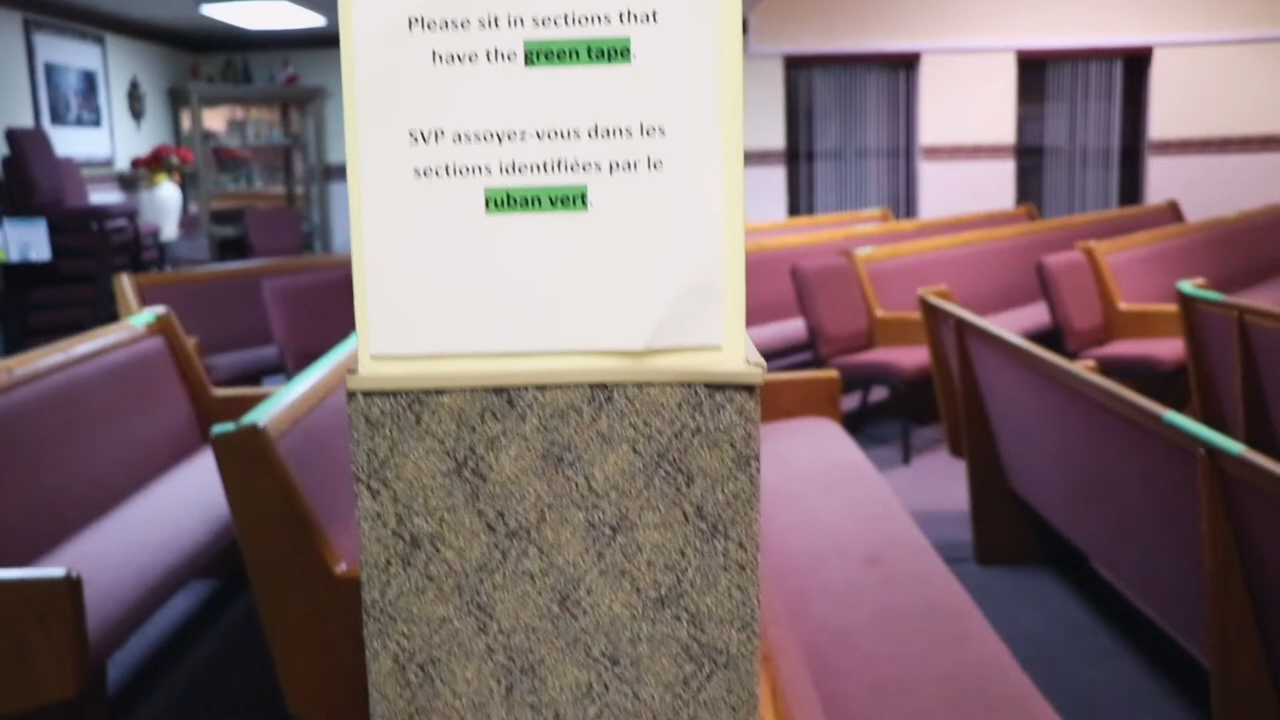 Please sit in sections that
have the green tape.
SVP assoyez-vous dans les
sections identifiées par le
ruban vert.